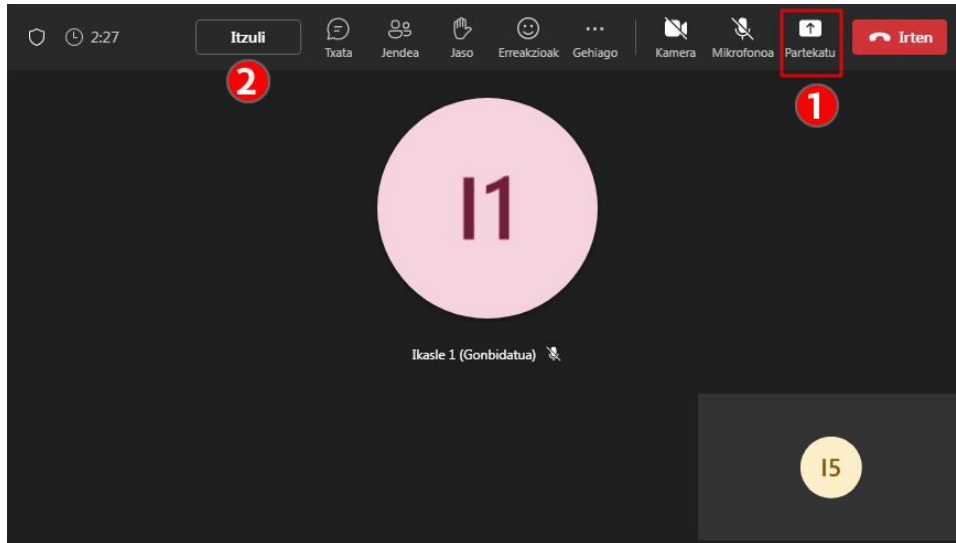 2:27 Itzuli Txata Jendea Jaso Erreakzioak Gehiago Kamera Mikrofonoa Partekatu Irten
2 1
I1
Ikasle 1 (Gonbidatua)
I5